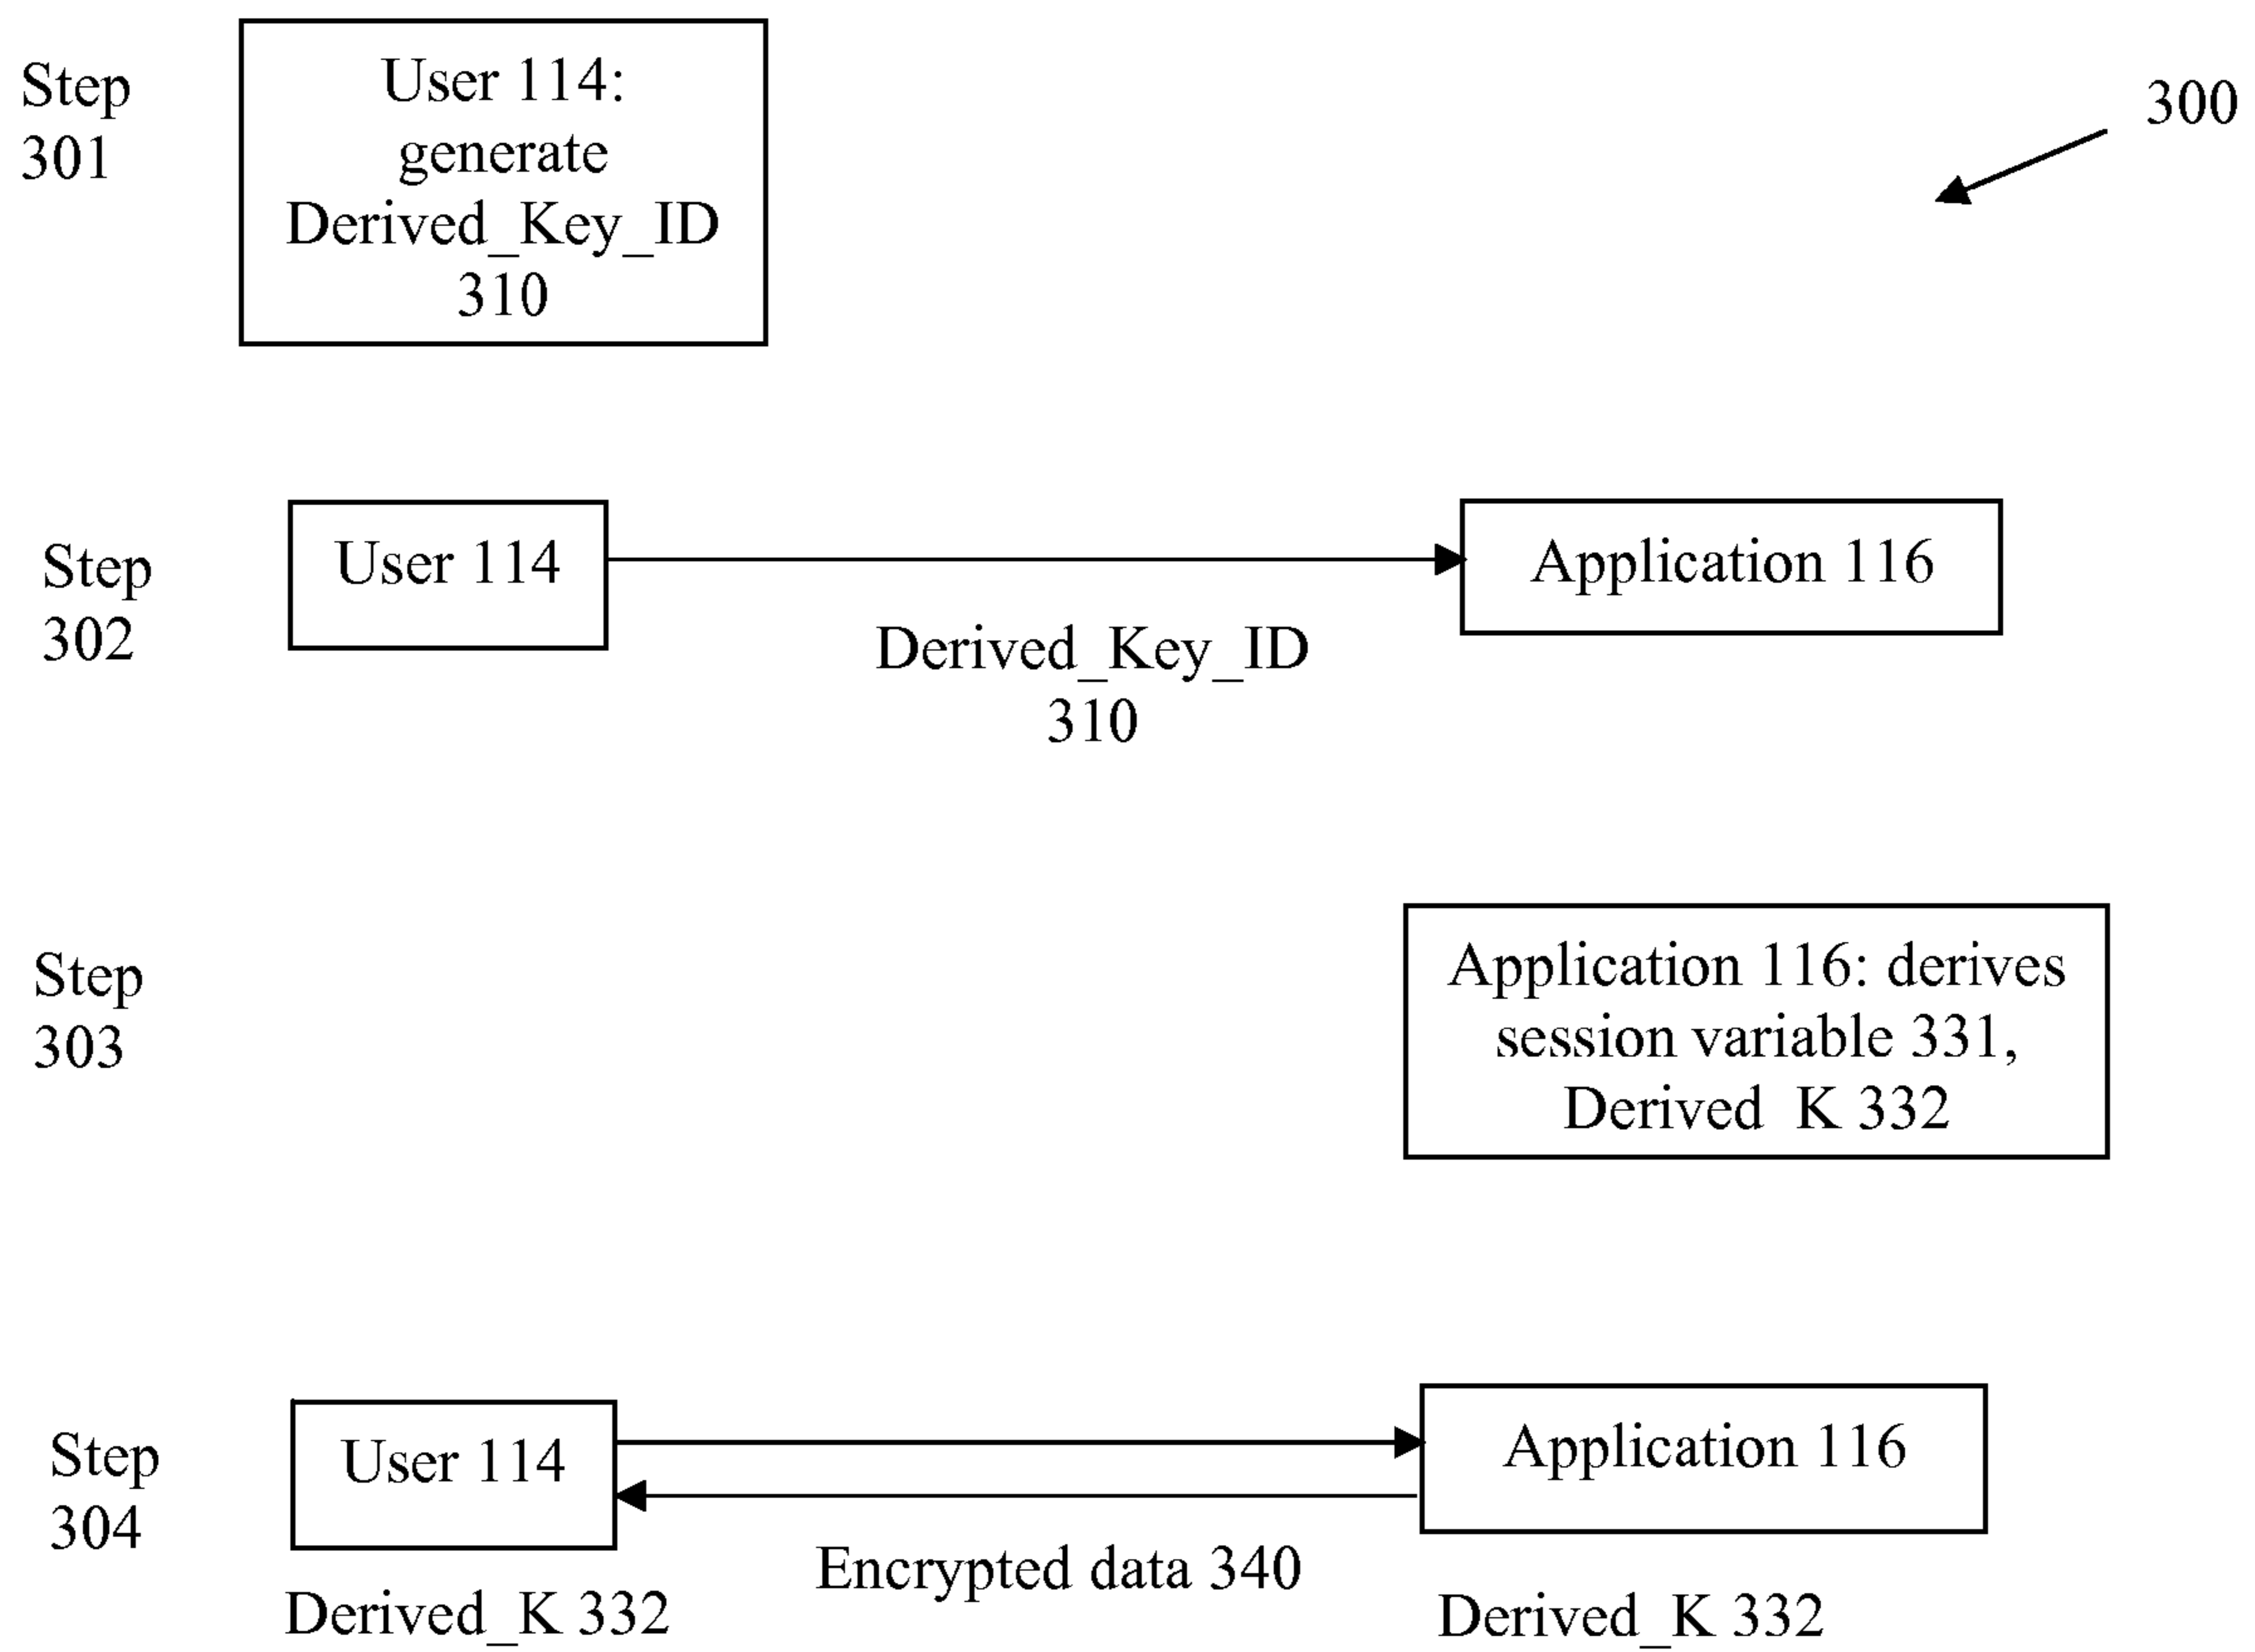 Step
301
User 114:
generate
Derived_Key_ID
310
300
Step
302
User 114
Application 116
Derived_Key_ID
310
Step
303
Application 116: derives
session variable 331,
Derived K 332
Step
304
User 114
Application 116
Encrypted data 340
Derived_K 332
Derived_K 332